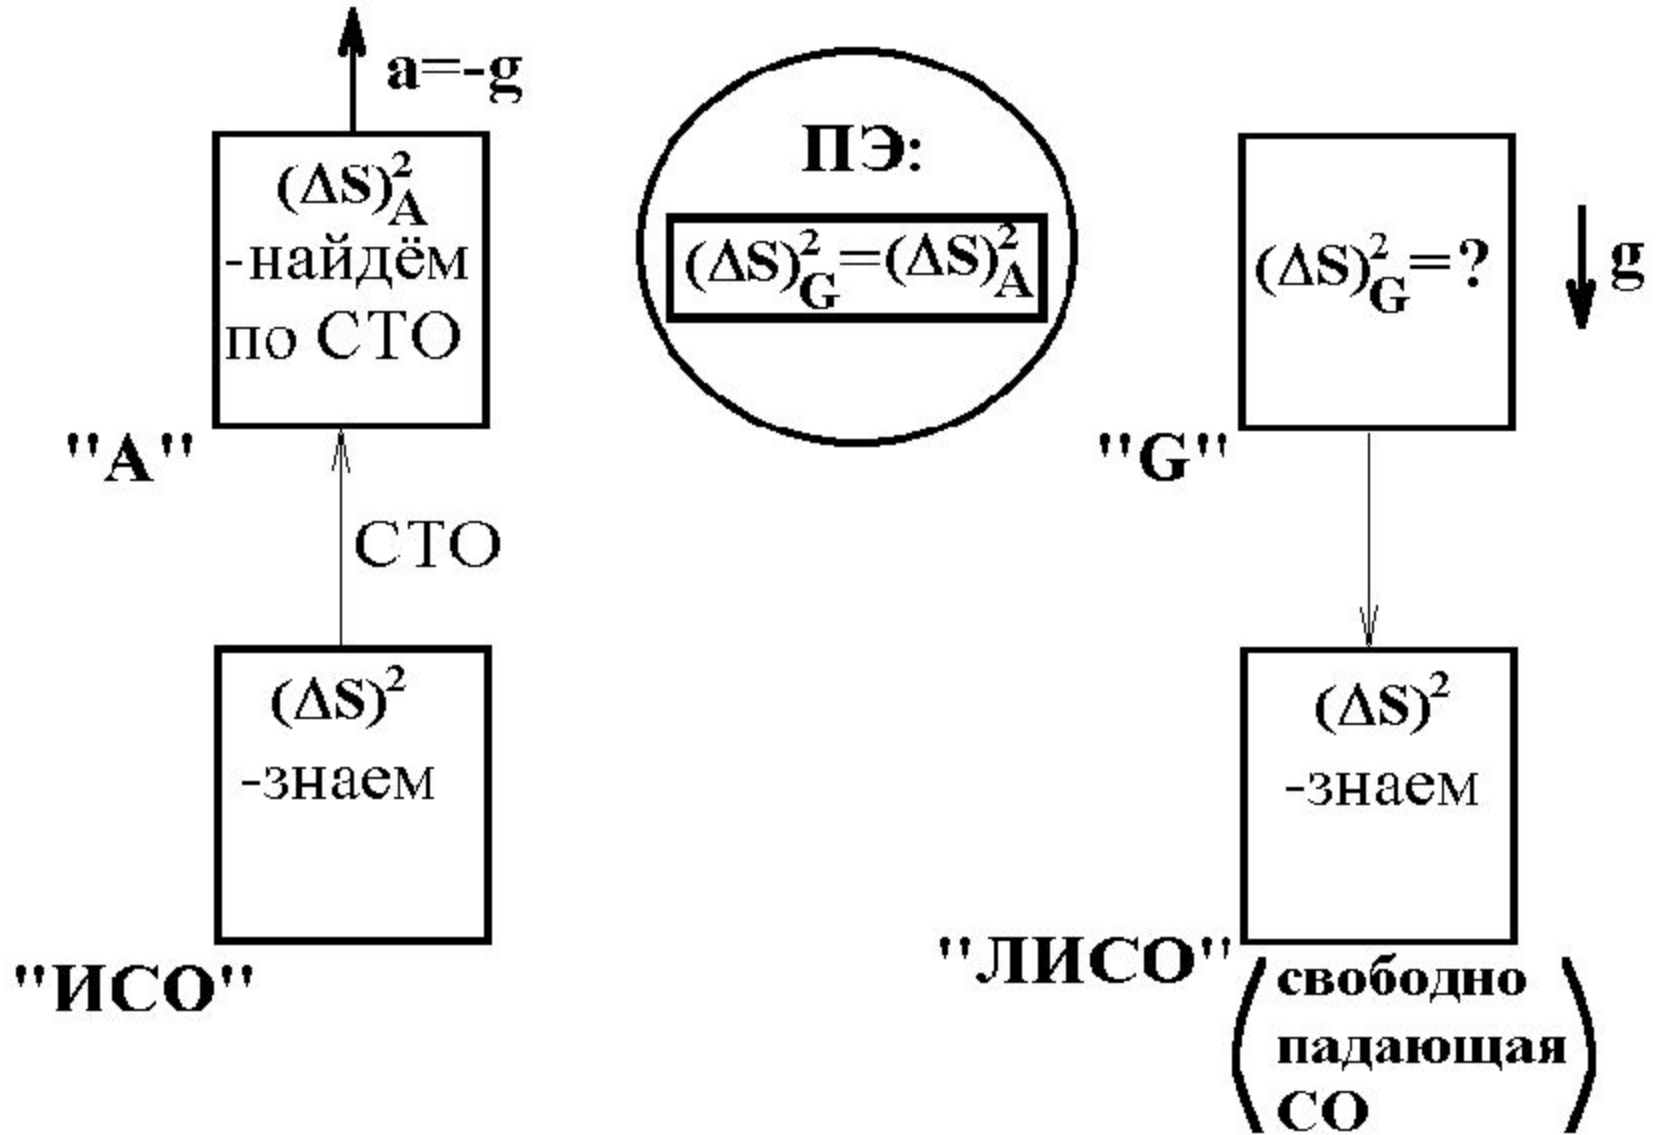 a=-g
(ΔS)²_A
-найдём
по СТО
"A"
СТО
(ΔS)²
-знаем
"ИСО"
ПЭ:
(ΔS)²_G=(ΔS)²_A
(ΔS)²_G=?
g
"G"
(ΔS)²
-знаем
"ЛИСО"
(свободно
падающая
СО)